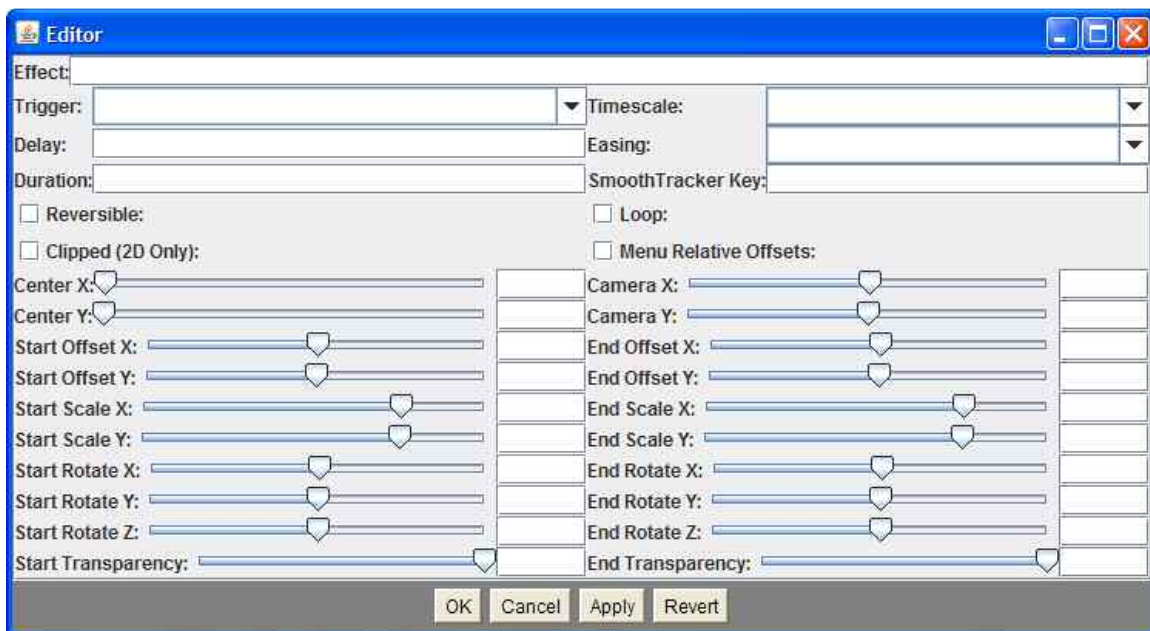 Editor
Effect:
Trigger: Timescale:
Delay: Easing:
Duration: SmoothTracker Key:
Reversible: Loop:
Clipped (2D Only): Menu Relative Offsets:
Center X: Camera X:
Center Y: Camera Y:
Start Offset X: End Offset X:
Start Offset Y: End Offset Y:
Start Scale X: End Scale X:
Start Scale Y: End Scale Y:
Start Rotate X: End Rotate X:
Start Rotate Y: End Rotate Y:
Start Rotate Z: End Rotate Z:
Start Transparency: End Transparency:
OK Cancel Apply Revert